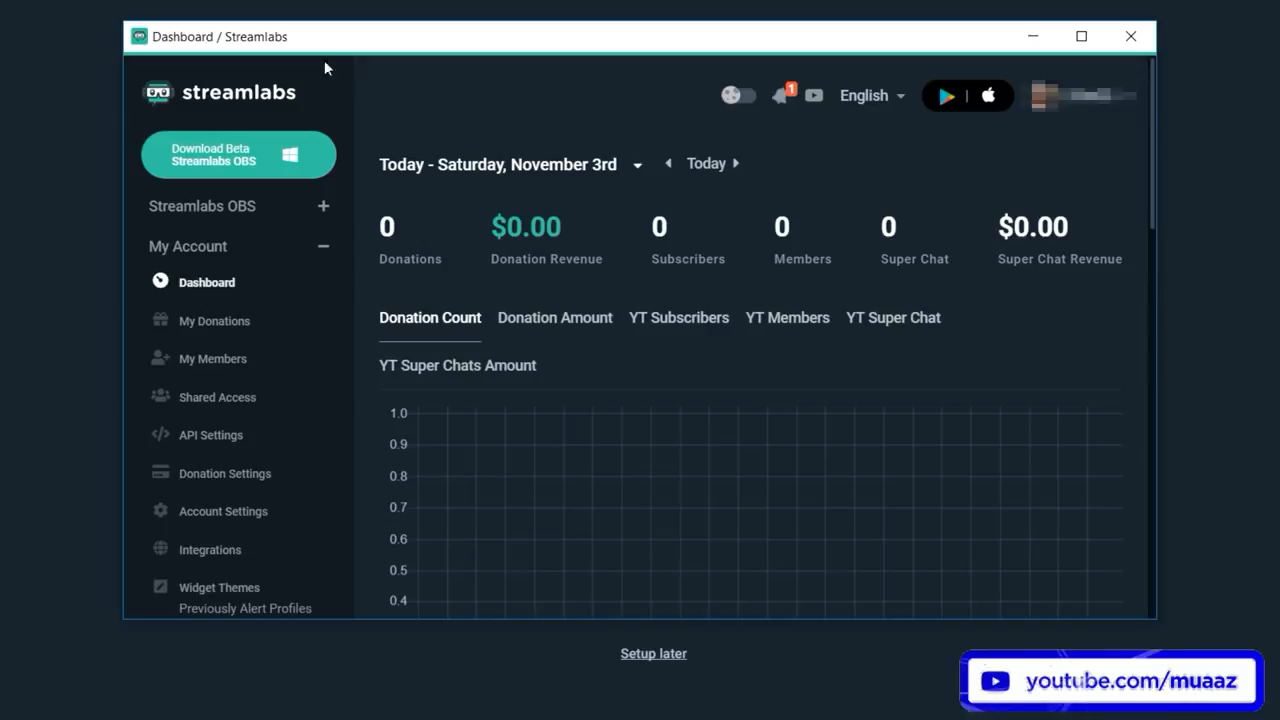 Dashboard / Streamlabs
streamlabs
1
English
Download Beta
Streamlabs OBS
Today - Saturday, November 3rd
Today
Streamlabs OBS
My Account
Dashboard
My Donations
My Members
Shared Access
API Settings
Donation Settings
Account Settings
Integrations
Widget Themes
Previously Alert Profiles
0 $0.00 0 0 0 $0.00
Donations Donation Revenue Subscribers Members Super Chat Super Chat Revenue
Donation Count Donation Amount YT Subscribers YT Members YT Super Chat
YT Super Chats Amount
1.0
0.9
0.8
0.7
0.6
0.5
0.4
Setup later
youtube.com/muaaz